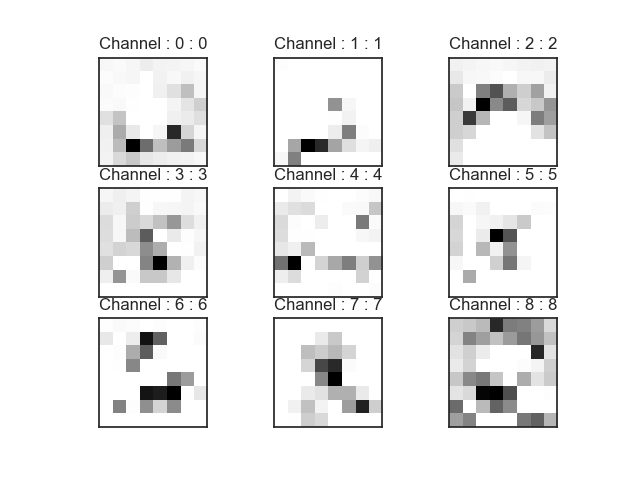 Channel : 0 : 0
Channel : 1 : 1
Channel : 2 : 2
Channel : 3 : 3
Channel : 4 : 4
Channel : 5 : 5
Channel : 6 : 6
Channel : 7 : 7
Channel : 8 : 8